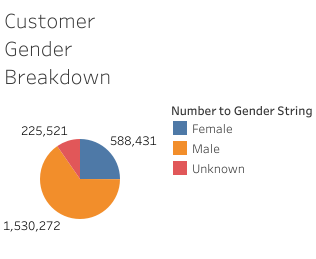 Customer
Gender
Breakdown
Number to Gender String
Female
Male
Unknown
225,521
588,431
1,530,272